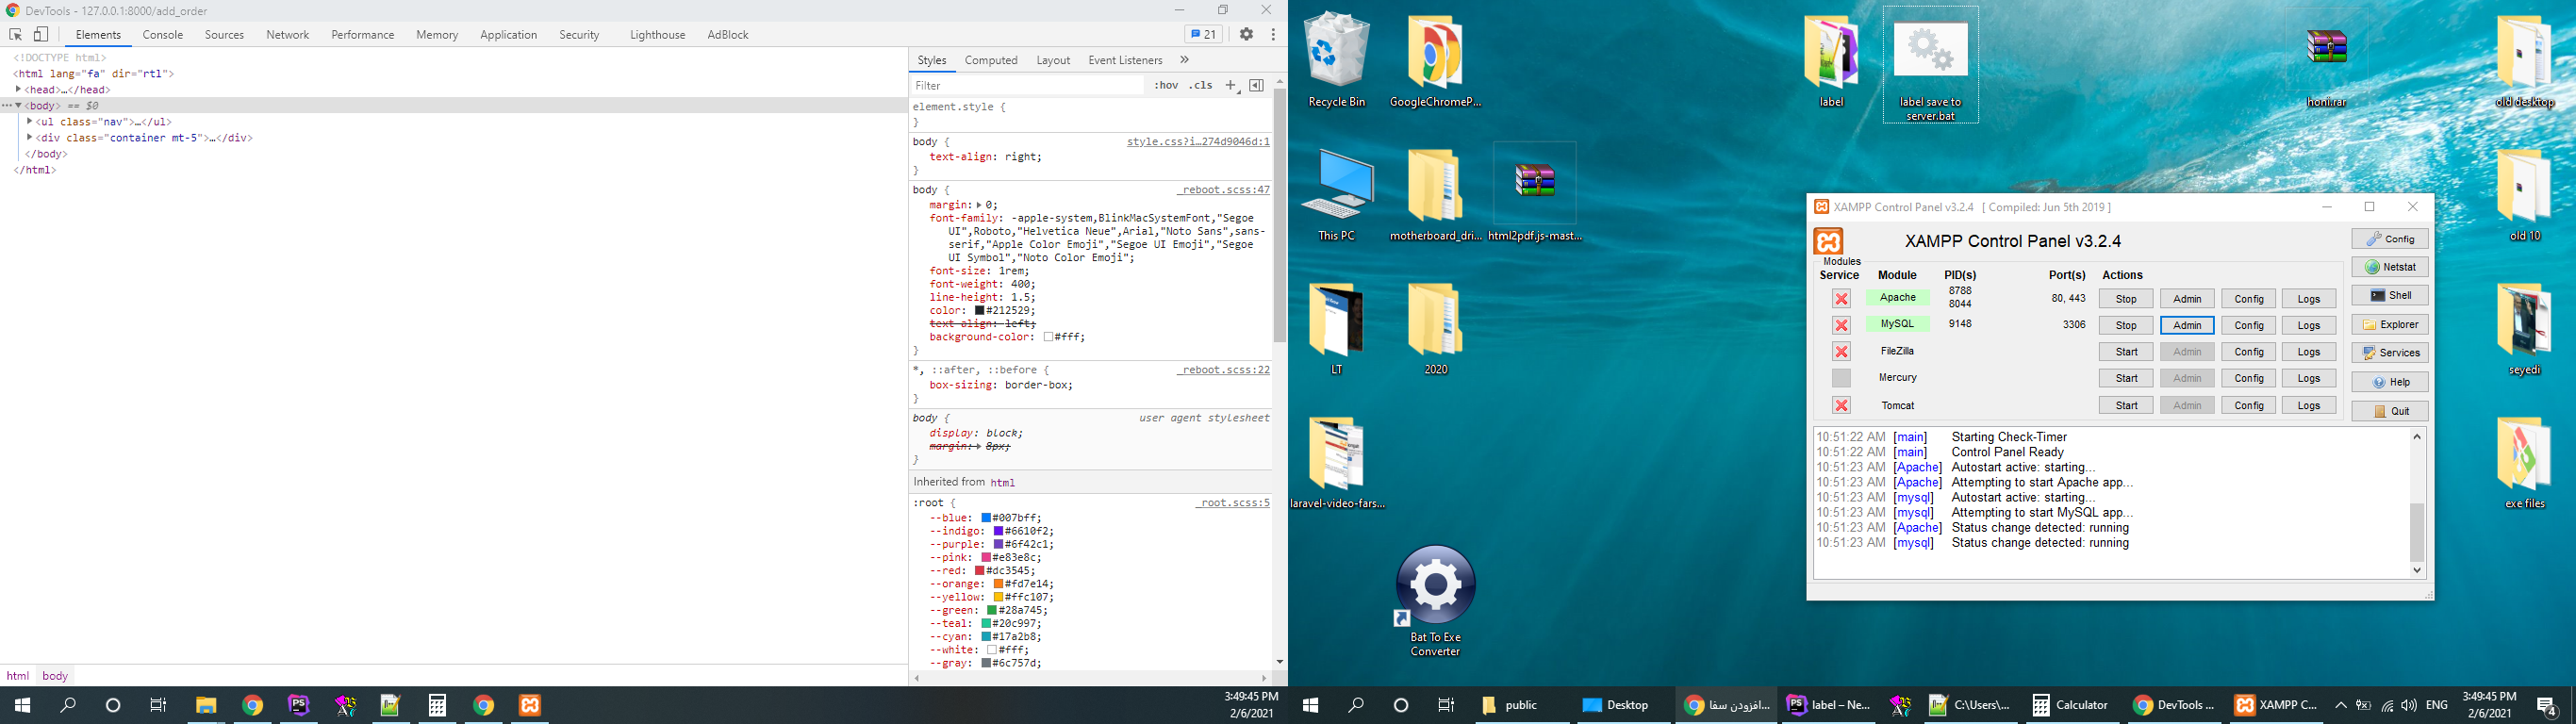 DevTools - 127.0.0.1:8000/add_order
Elements Console Sources Network Performance Memory Application Security Lighthouse AdBlock 21
<!DOCTYPE html>
<html lang="fa" dir="rtl">
<head>…</head>
<body> == $0
<ul class="nav">…</ul>
<div class="container mt-5">…</div>
</body>
</html>
html body
Styles Computed Layout Event Listeners »
Filter :hov .cls +
element.style {
}
body { style.css?i…274d9046d:1
text-align: right;
}
body { _reboot.scss:47
margin: 0;
font-family: -apple-system,BlinkMacSystemFont,"Segoe
UI",Roboto,"Helvetica Neue",Arial,"Noto Sans",sans-
serif,"Apple Color Emoji","Segoe UI Emoji","Segoe
UI Symbol","Noto Color Emoji";
font-size: 1rem;
font-weight: 400;
line-height: 1.5;
color: #212529;
text-align: left;
background-color: #fff;
}
*, ::after, ::before { _reboot.scss:22
box-sizing: border-box;
}
body { user agent stylesheet
display: block;
margin: 8px;
}
Inherited from html
:root { _root.scss:5
--blue: #007bff;
--indigo: #6610f2;
--purple: #6f42c1;
--pink: #e83e8c;
--red: #dc3545;
--orange: #fd7e14;
--yellow: #ffc107;
--green: #28a745;
--teal: #20c997;
--cyan: #17a2b8;
--white: #fff;
--gray: #6c757d;
Recycle Bin
GoogleChromeP...
label
label save to
server.bat
honi.rar
old desktop
This PC
motherboard_dri...
html2pdf.js-mast...
old 10
LT
2020
seyedi
laravel-video-fars...
exe files
Bat To Exe
Converter
XAMPP Control Panel v3.2.4 [ Compiled: Jun 5th 2019 ]
XAMPP Control Panel v3.2.4
Modules
Service Module PID(s) Port(s) Actions
Apache 8788
8044 80, 443 Stop Admin Config Logs
MySQL 9148 3306 Stop Admin Config Logs
FileZilla Start Admin Config Logs
Mercury Start Admin Config Logs
Tomcat Start Admin Config Logs
Config
Netstat
Shell
Explorer
Services
Help
Quit
10:51:22 AM [main] Starting Check-Timer
10:51:22 AM [main] Control Panel Ready
10:51:23 AM [Apache] Autostart active: starting...
10:51:23 AM [Apache] Attempting to start Apache app...
10:51:23 AM [mysql] Autostart active: starting...
10:51:23 AM [mysql] Attempting to start MySQL app...
10:51:23 AM [Apache] Status change detected: running
10:51:23 AM [mysql] Status change detected: running
3:49:45 PM
2/6/2021
public
Desktop
افزودن سفا...
label – Ne...
C:\Users\...
Calculator
DevTools ...
XAMPP C...
ENG
3:49:45 PM
2/6/2021
4